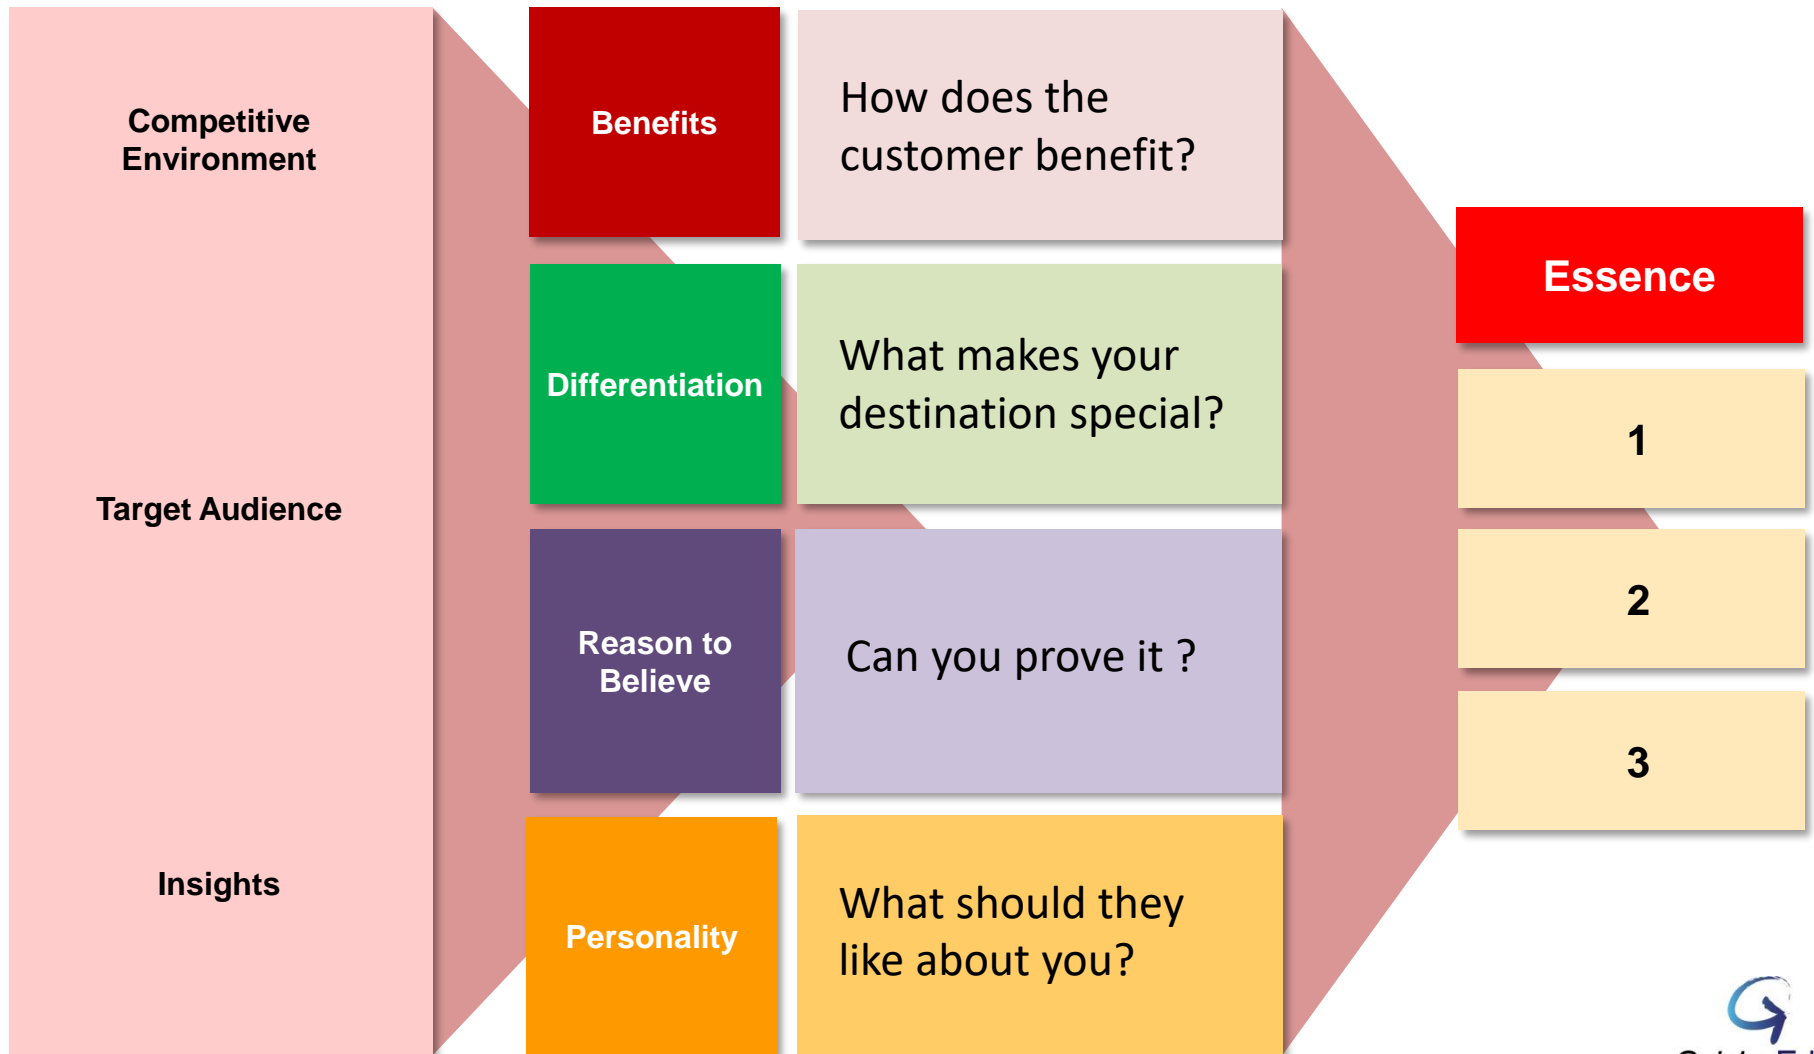 Competitive
Environment
Target Audience
Insights
Benefits
How does the
customer benefit?
Differentiation
What makes your
destination special?
Reason to
Believe
Can you prove it ?
Personality
What should they
like about you?
Essence
1
2
3